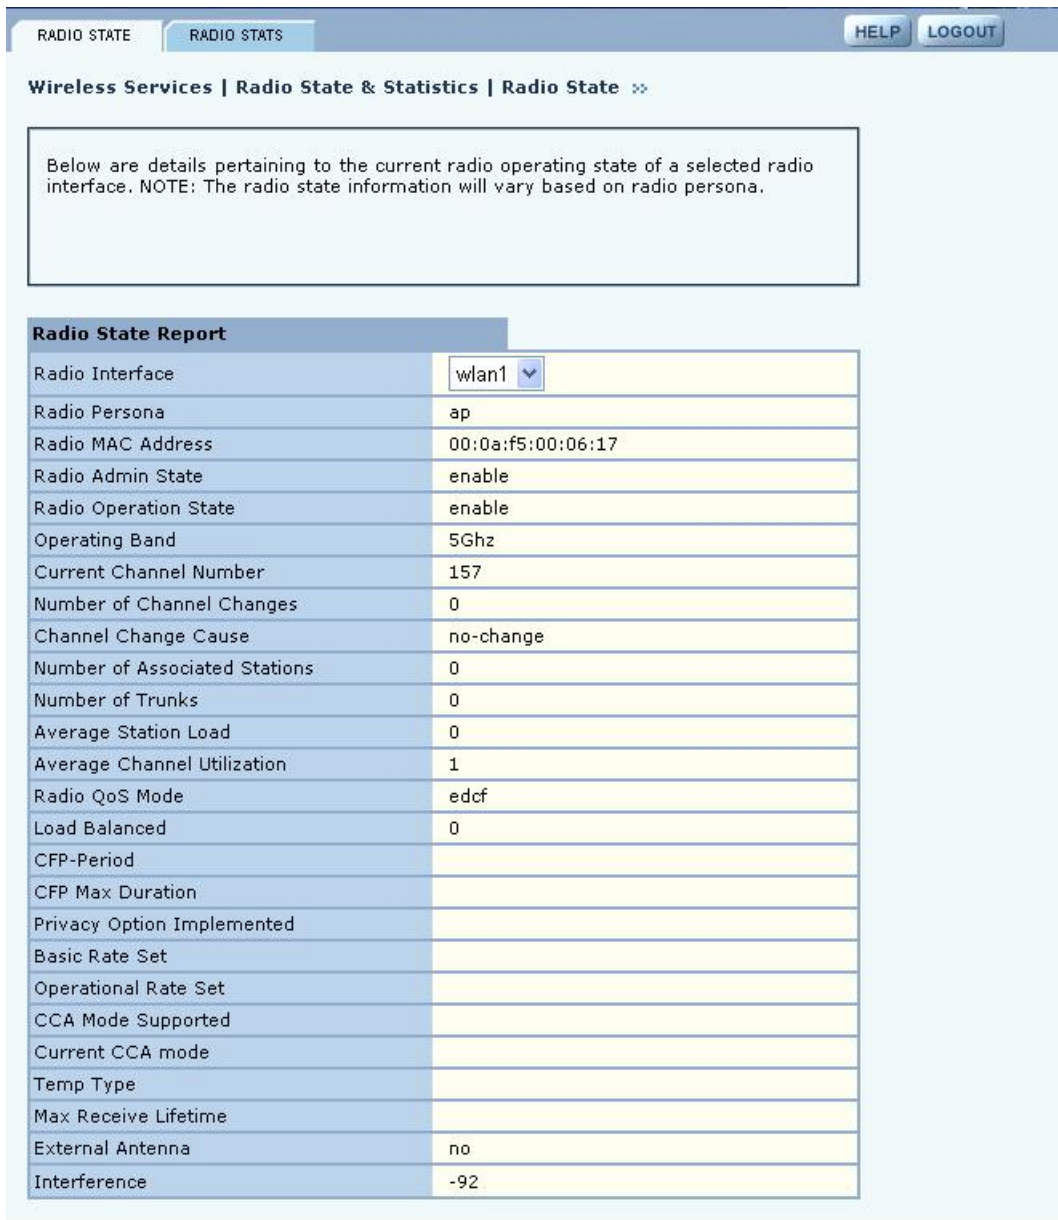 RADIO STATE RADIO STATS HELP LOGOUT
Wireless Services | Radio State & Statistics | Radio State »
Below are details pertaining to the current radio operating state of a selected radio
interface. NOTE: The radio state information will vary based on radio persona.
Radio State Report
Radio Interface wlan1
Radio Persona ap
Radio MAC Address 00:0a:f5:00:06:17
Radio Admin State enable
Radio Operation State enable
Operating Band 5Ghz
Current Channel Number 157
Number of Channel Changes 0
Channel Change Cause no-change
Number of Associated Stations 0
Number of Trunks 0
Average Station Load 0
Average Channel Utilization 1
Radio QoS Mode edcf
Load Balanced 0
CFP-Period
CFP Max Duration
Privacy Option Implemented
Basic Rate Set
Operational Rate Set
CCA Mode Supported
Current CCA mode
Temp Type
Max Receive Lifetime
External Antenna no
Interference -92